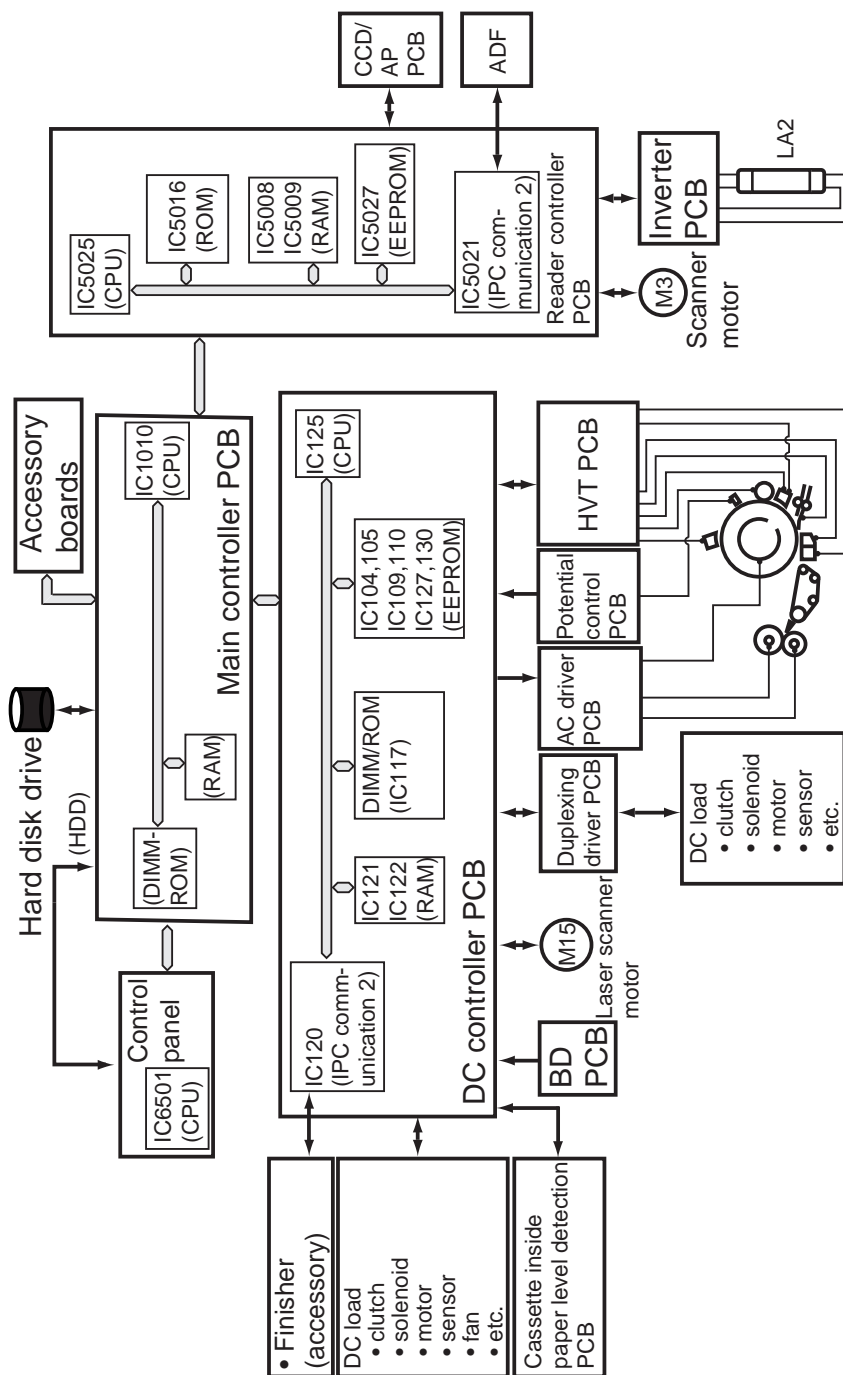 Hard disk drive
(HDD)
Accessory
boards
Control
panel
IC6501
(CPU)
(DIMM-
ROM)
(RAM)
IC1010
(CPU)
Main controller PCB
IC5025
(CPU)
IC5016
(ROM)
IC5008
IC5009
(RAM)
IC5027
(EEPROM)
IC5021
(IPC com-
munication 2)
Reader controller
PCB
CCD/
AP
PCB
ADF
M3
Scanner
motor
Inverter
PCB
LA2
• Finisher
(accessory)
DC load
• clutch
• solenoid
• motor
• sensor
• fan
• etc.
Cassette inside
paper level detection
PCB
IC120
(IPC comm-
unication 2)
IC121
IC122
(RAM)
DIMM/ROM
(IC117)
IC104,105
IC109,110
IC127,130
(EEPROM)
IC125
(CPU)
DC controller PCB
BD
PCB
M15
Laser scanner
motor
Duplexing
driver PCB
AC driver
PCB
Potential
control
PCB
HVT PCB
DC load
• clutch
• solenoid
• motor
• sensor
• etc.